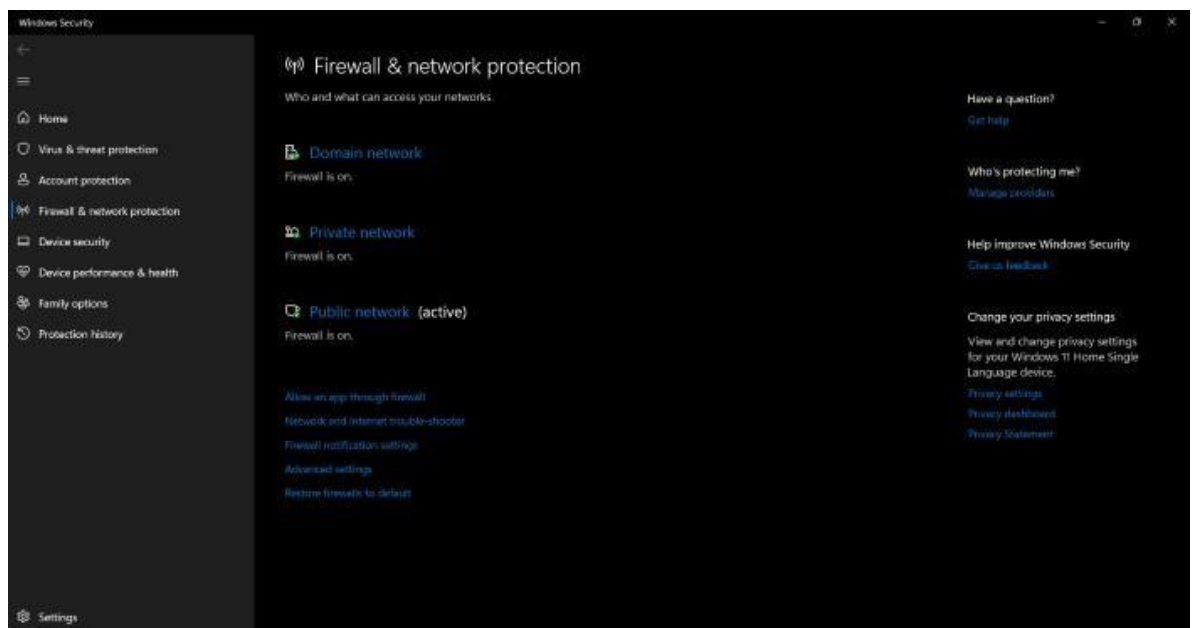 Windows Security
Home
Virus & threat protection
Account protection
Firewall & network protection
Device security
Device performance & health
Family options
Protection history
Settings
Firewall & network protection
Who and what can access your networks.
Domain network
Firewall is on.
Private network
Firewall is on.
Public network (active)
Firewall is on.
Allow an app through firewall
Network and Internet trouble-shooter
Firewall notification settings
Advanced settings
Restore firewalls to default
Have a question?
Get help
Who's protecting me?
Manage providers
Help improve Windows Security
Give us feedback
Change your privacy settings
View and change privacy settings
for your Windows 11 Home Single
Language device.
Privacy settings
Privacy dashboard
Privacy Statement